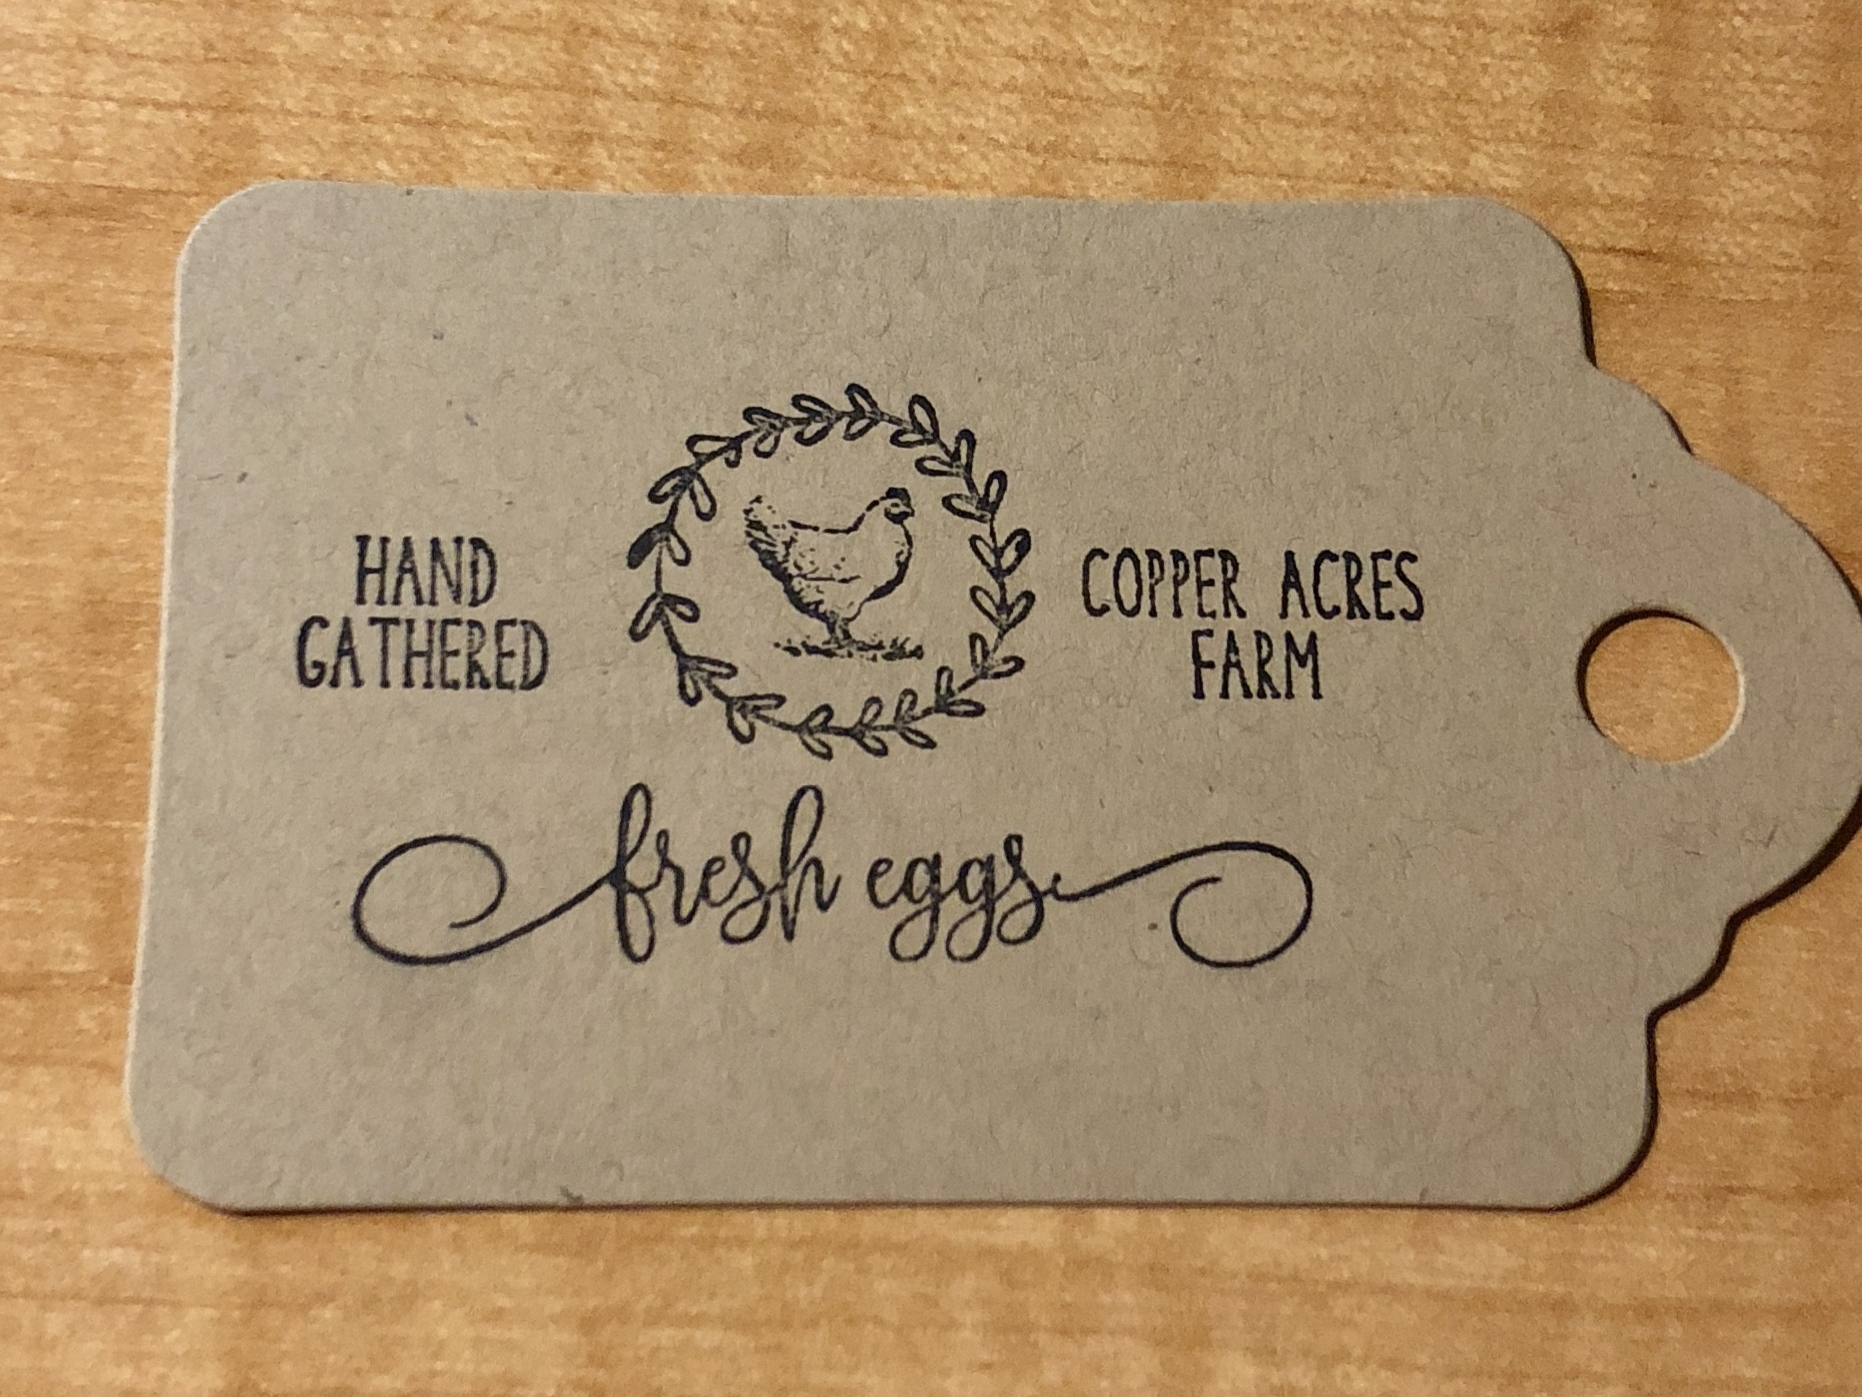 HAND
GATHERED
COPPER ACRES
FARM
fresh eggs